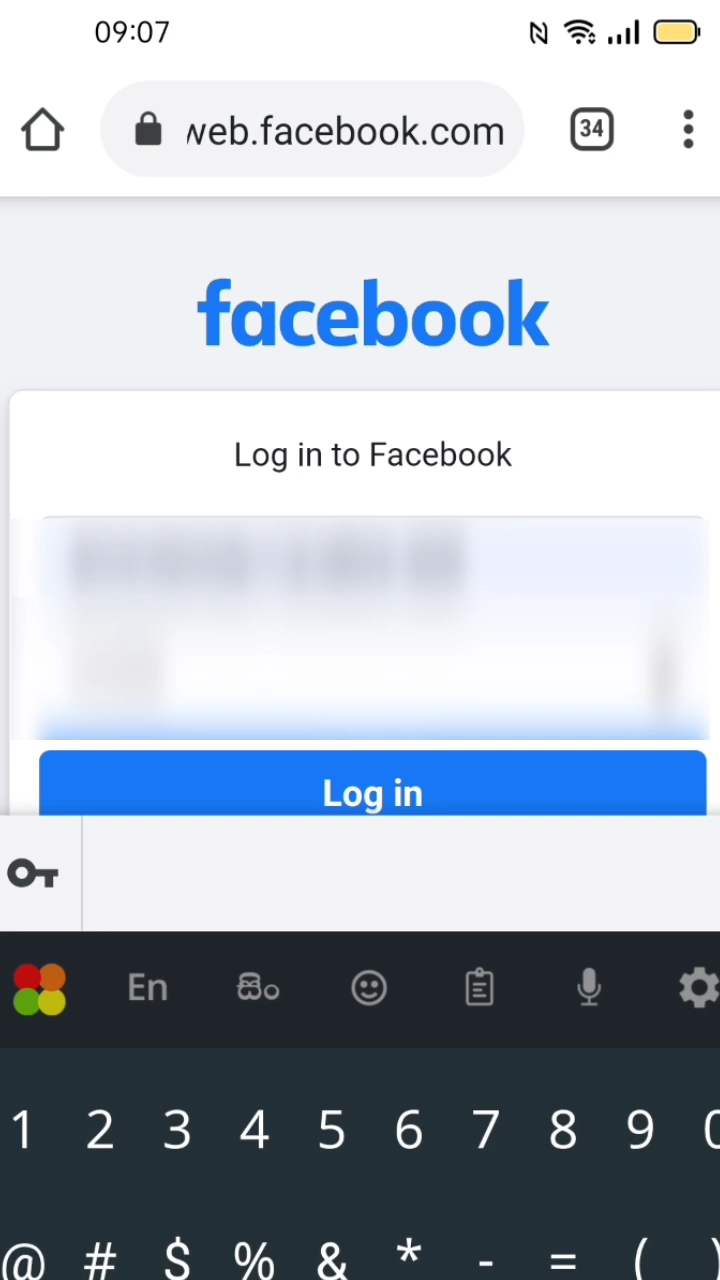 09:07
web.facebook.com
34
facebook
Log in to Facebook
Log in
En සිං
1 2 3 4 5 6 7 8 9 0
@ # $ % & * - = ( )